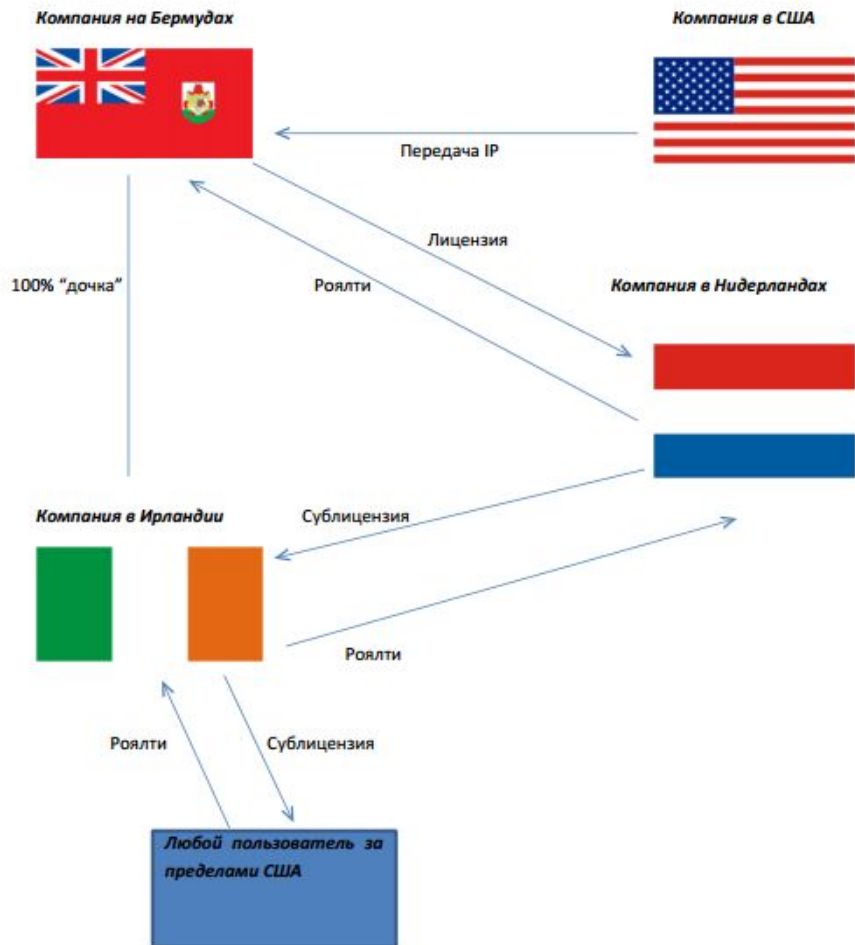 Компания на Бермудах
Компания в США
Передача IP
Лицензия
100% “дочка”
Роялти
Компания в Нидерландах
Компания в Ирландии
Сублицензия
Роялти
Роялти
Сублицензия
Любой пользователь за
пределами США